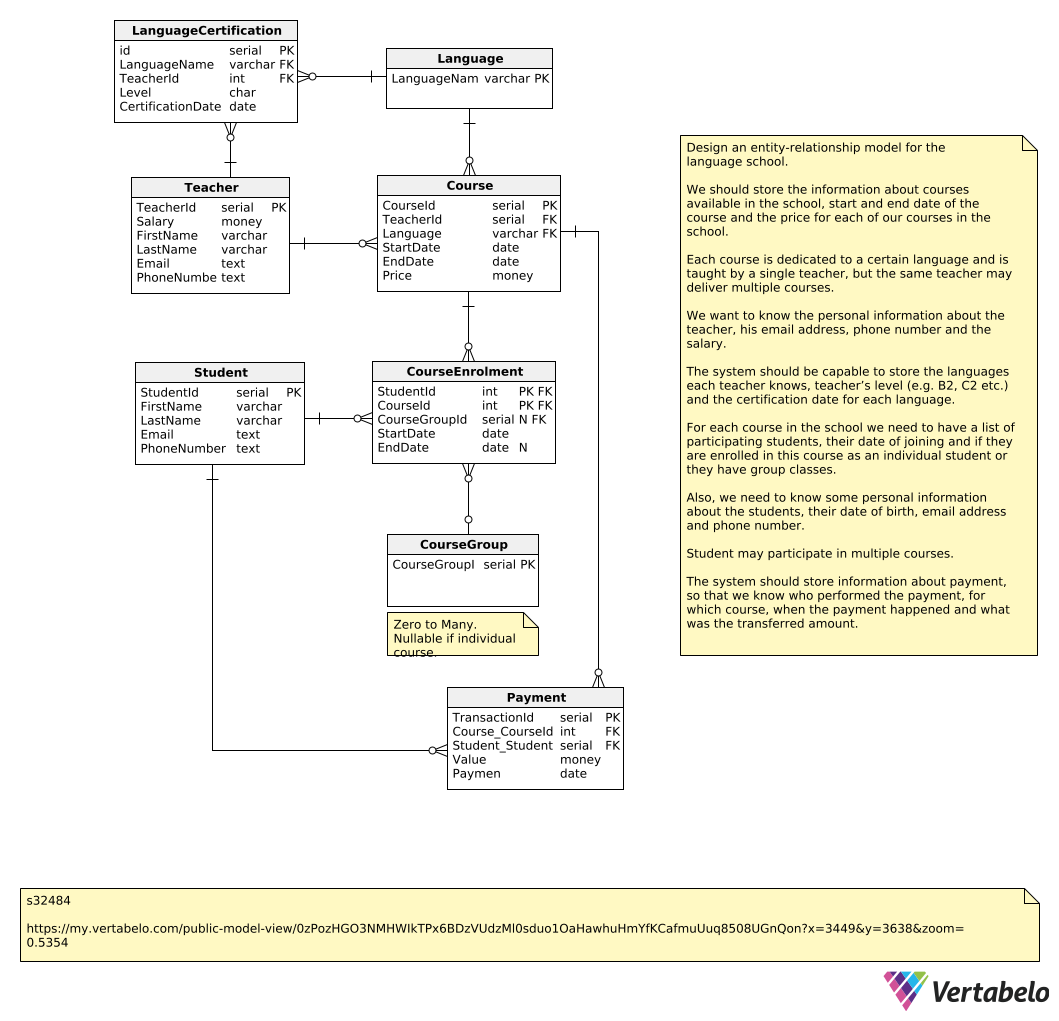 LanguageCertification
id serial PK
LanguageName varchar FK
TeacherId int FK
Level char
CertificationDate date
Language
LanguageNam varchar PK
Teacher
TeacherId serial PK
Salary money
FirstName varchar
LastName varchar
Email text
PhoneNumbe text
Course
CourseId serial PK
TeacherId serial FK
Language varchar FK
StartDate date
EndDate date
Price money
Student
StudentId serial PK
FirstName varchar
LastName varchar
Email text
PhoneNumber text
CourseEnrolment
StudentId int PK FK
CourseId int PK FK
CourseGroupId serial N FK
StartDate date
EndDate date N
CourseGroup
CourseGroupI serial PK
Zero to Many.
Nullable if individual
course.
Payment
TransactionId serial PK
Course_CourseId int FK
Student_Student serial FK
Value money
Paymen date
Design an entity-relationship model for the
language school.
We should store the information about courses
available in the school, start and end date of the
course and the price for each of our courses in the
school.
Each course is dedicated to a certain language and is
taught by a single teacher, but the same teacher may
deliver multiple courses.
We want to know the personal information about the
teacher, his email address, phone number and the
salary.
The system should be capable to store the languages
each teacher knows, teacher’s level (e.g. B2, C2 etc.)
and the certification date for each language.
For each course in the school we need to have a list of
participating students, their date of joining and if they
are enrolled in this course as an individual student or
they have group classes.
Also, we need to know some personal information
about the students, their date of birth, email address
and phone number.
Student may participate in multiple courses.
The system should store information about payment,
so that we know who performed the payment, for
which course, when the payment happened and what
was the transferred amount.
s32484
https://my.vertabelo.com/public-model-view/0zPozHGO3NMHWIkTPx6BDzVUdzMl0sduo1OaHawhuHmYfKCafmuUuq8508UGnQon?x=3449&y=3638&zoom=
0.5354
Vertabelo